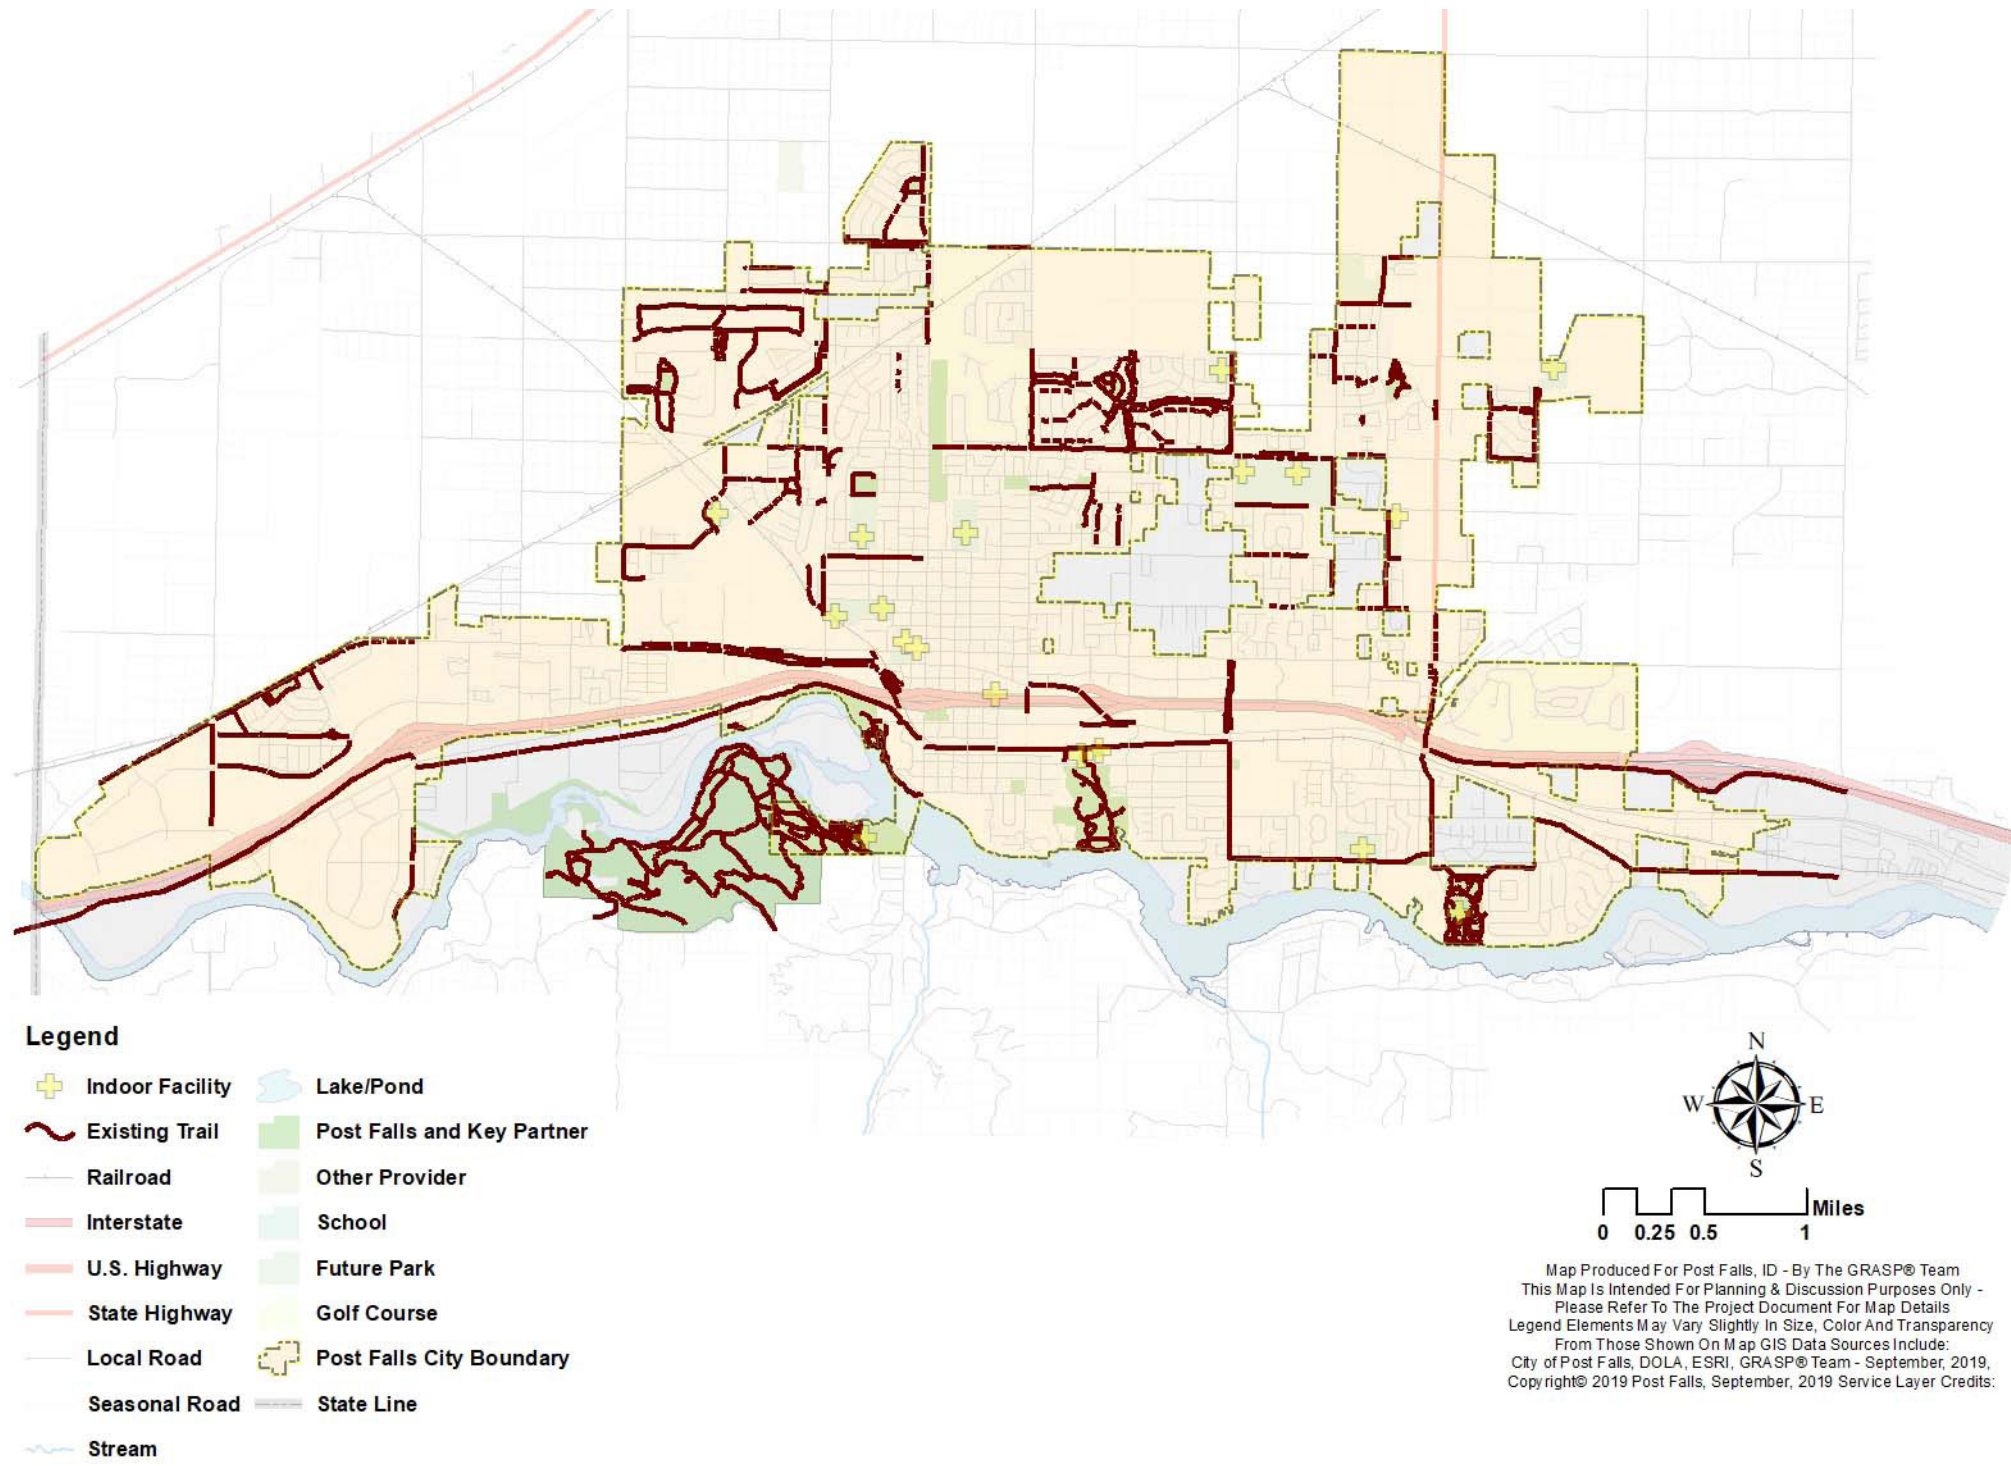 Legend
Indoor Facility
Existing Trail
Railroad
Interstate
U.S. Highway
State Highway
Local Road
Seasonal Road
Stream
Lake/Pond
Post Falls and Key Partner
Other Provider
School
Future Park
Golf Course
Post Falls City Boundary
State Line
N
W E
S
Miles
0 0.25 0.5 1
Map Produced For Post Falls, ID - By The GRASP® Team
This Map Is Intended For Planning & Discussion Purposes Only -
Please Refer To The Project Document For Map Details
Legend Elements May Vary Slightly In Size, Color And Transparency
From Those Shown On Map GIS Data Sources Include:
City of Post Falls, DOLA, ESRI, GRASP® Team - September, 2019,
Copyright© 2019 Post Falls, September, 2019 Service Layer Credits: